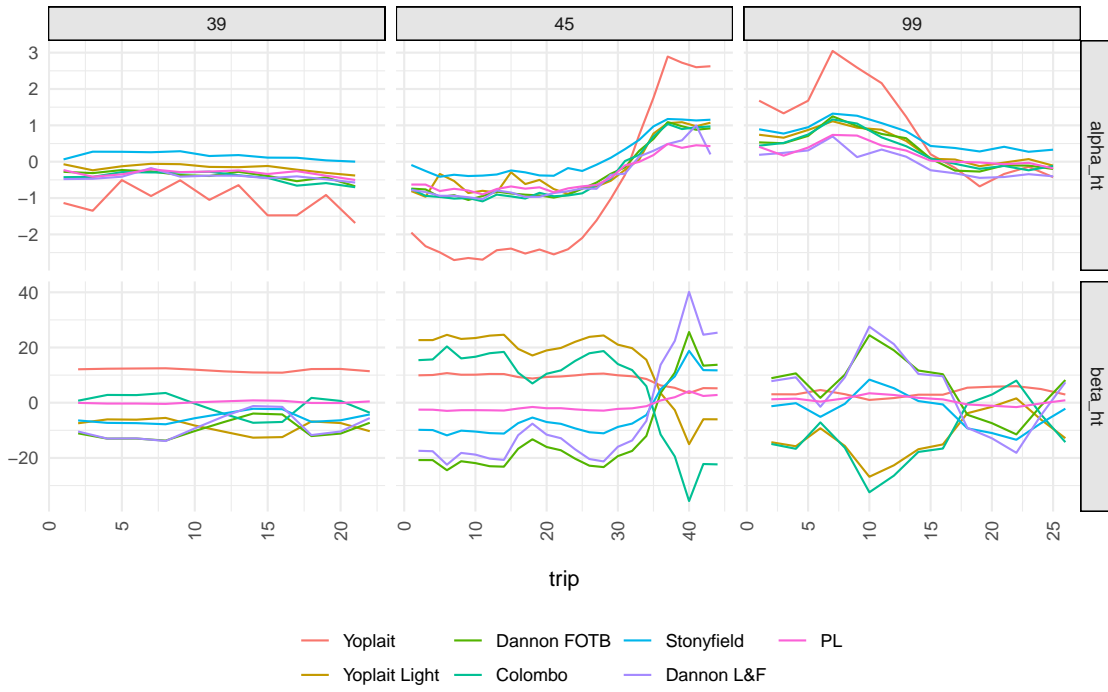 39 45 99
3
2
1
0
−1
−2
alpha_ht
40
20
0
−20
beta_ht
0 5 10 15 20 0 10 20 30 40 0 5 10 15 20 25
trip
Yoplait Dannon FOTB Stonyfield PL
Yoplait Light Colombo Dannon L&F